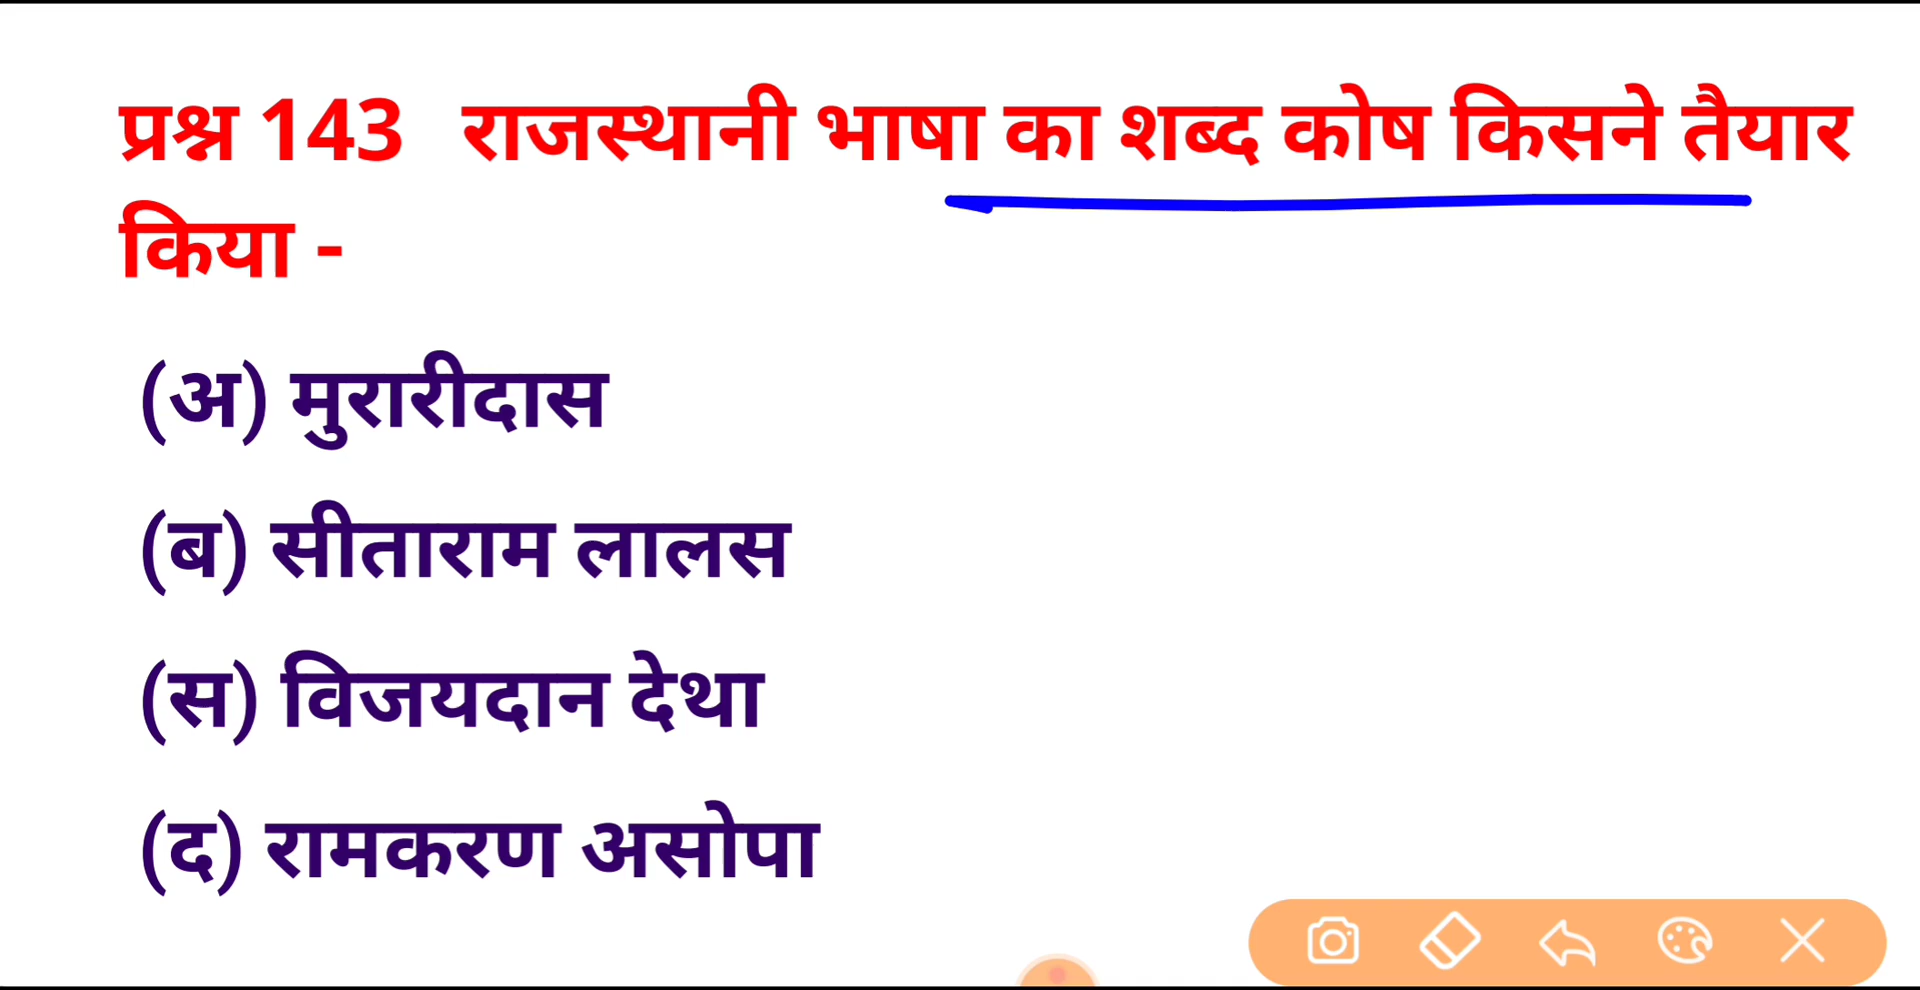 प्रश्न 143 राजस्थानी भाषा का शब्द कोष किसने तैयार
किया -
(अ) मुरारीदास
(ब) सीताराम लालस
(स) विजयदान देथा
(द) रामकरण असोपा